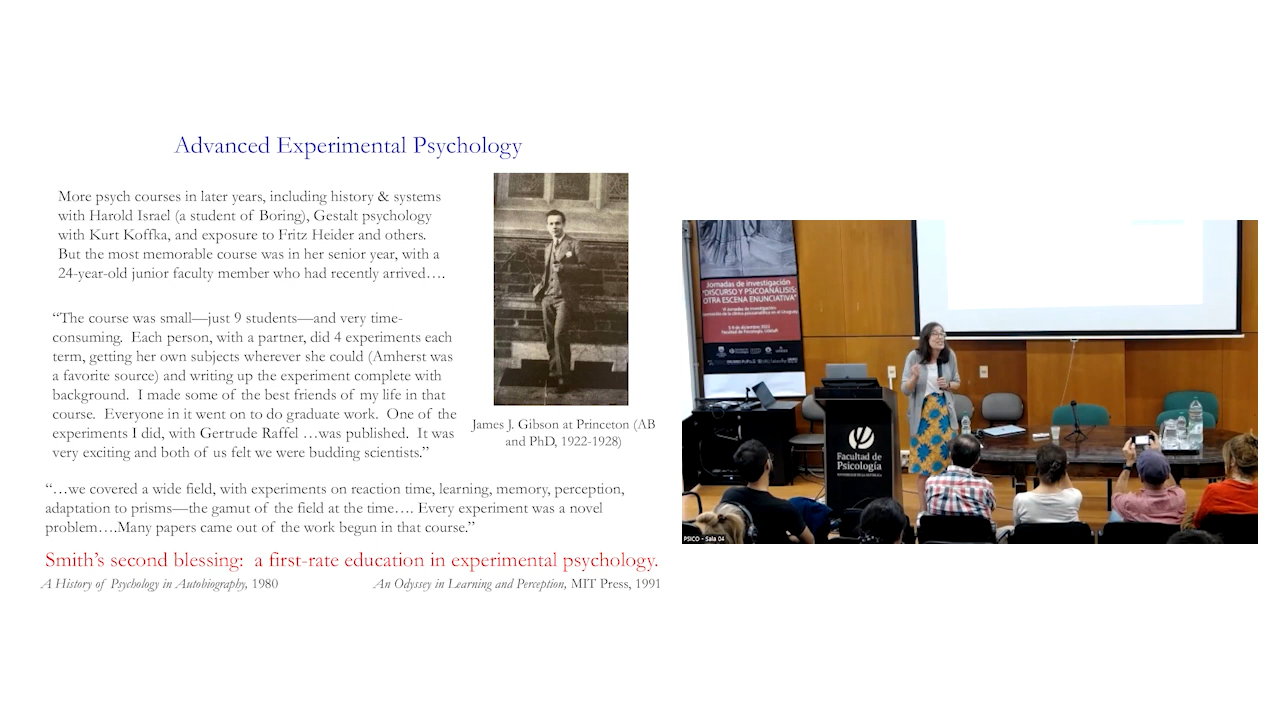 Advanced Experimental Psychology
More psych courses in later years, including history & systems
with Harold Israel (a student of Boring), Gestalt psychology
with Kurt Koffka, and exposure to Fritz Heider and others.
But the most memorable course was in her senior year, with a
24-year-old junior faculty member who had recently arrived….
“The course was small—just 9 students—and very time-
consuming. Each person, with a partner, did 4 experiments each
term, getting her own subjects wherever she could (Amherst was
a favorite source) and writing up the experiment complete with
background. I made some of the best friends of my life in that
course. Everyone in it went on to do graduate work. One of the
experiments I did, with Gertrude Raffel …was published. It was
very exciting and both of us felt we were budding scientists.”
James J. Gibson at Princeton (AB
and PhD, 1922-1928)
“…we covered a wide field, with experiments on reaction time, learning, memory, perception,
adaptation to prisms—the gamut of the field at the time…. Every experiment was a novel
problem….Many papers came out of the work begun in that course.”
Smith’s second blessing: a first-rate education in experimental psychology.
A History of Psychology in Autobiography, 1980
An Odyssey in Learning and Perception, MIT Press, 1991
Jornadas de investigación
"DISCURSO Y PSICOANÁLISIS:
OTRA ESCENA ENUNCIATIVA"
Facultad de
Psicología
PSICO - Sala 04